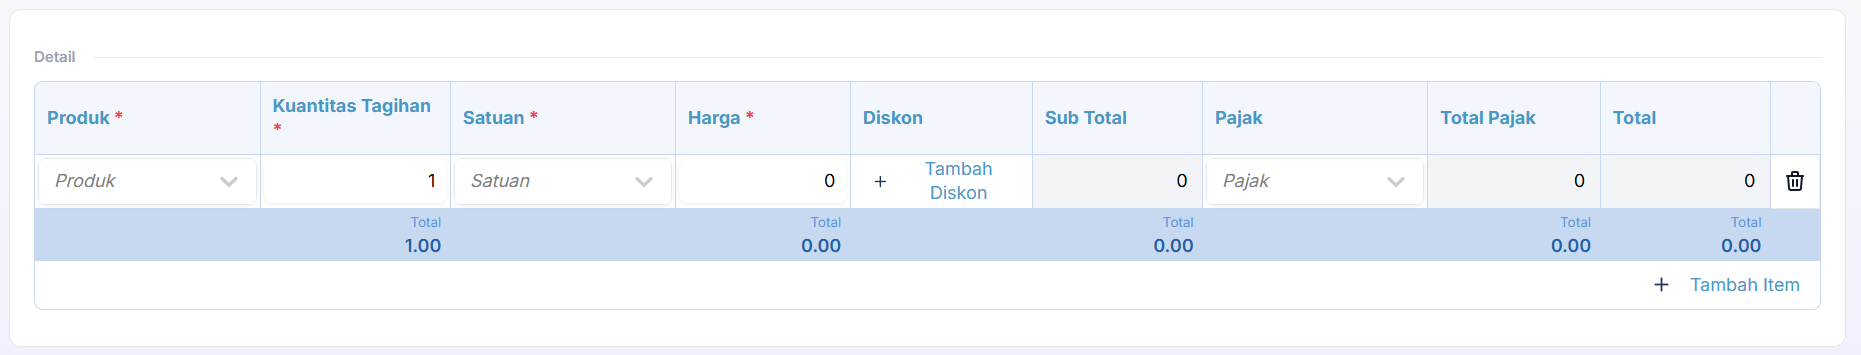 Detail
Produk * Kuantitas Tagihan * Satuan * Harga * Diskon Sub Total Pajak Total Pajak Total
Produk 1 Satuan 0 + Tambah Diskon 0 Pajak 0 0
Total Total Total Total Total
1.00 0.00 0.00 0.00 0.00
+ Tambah Item